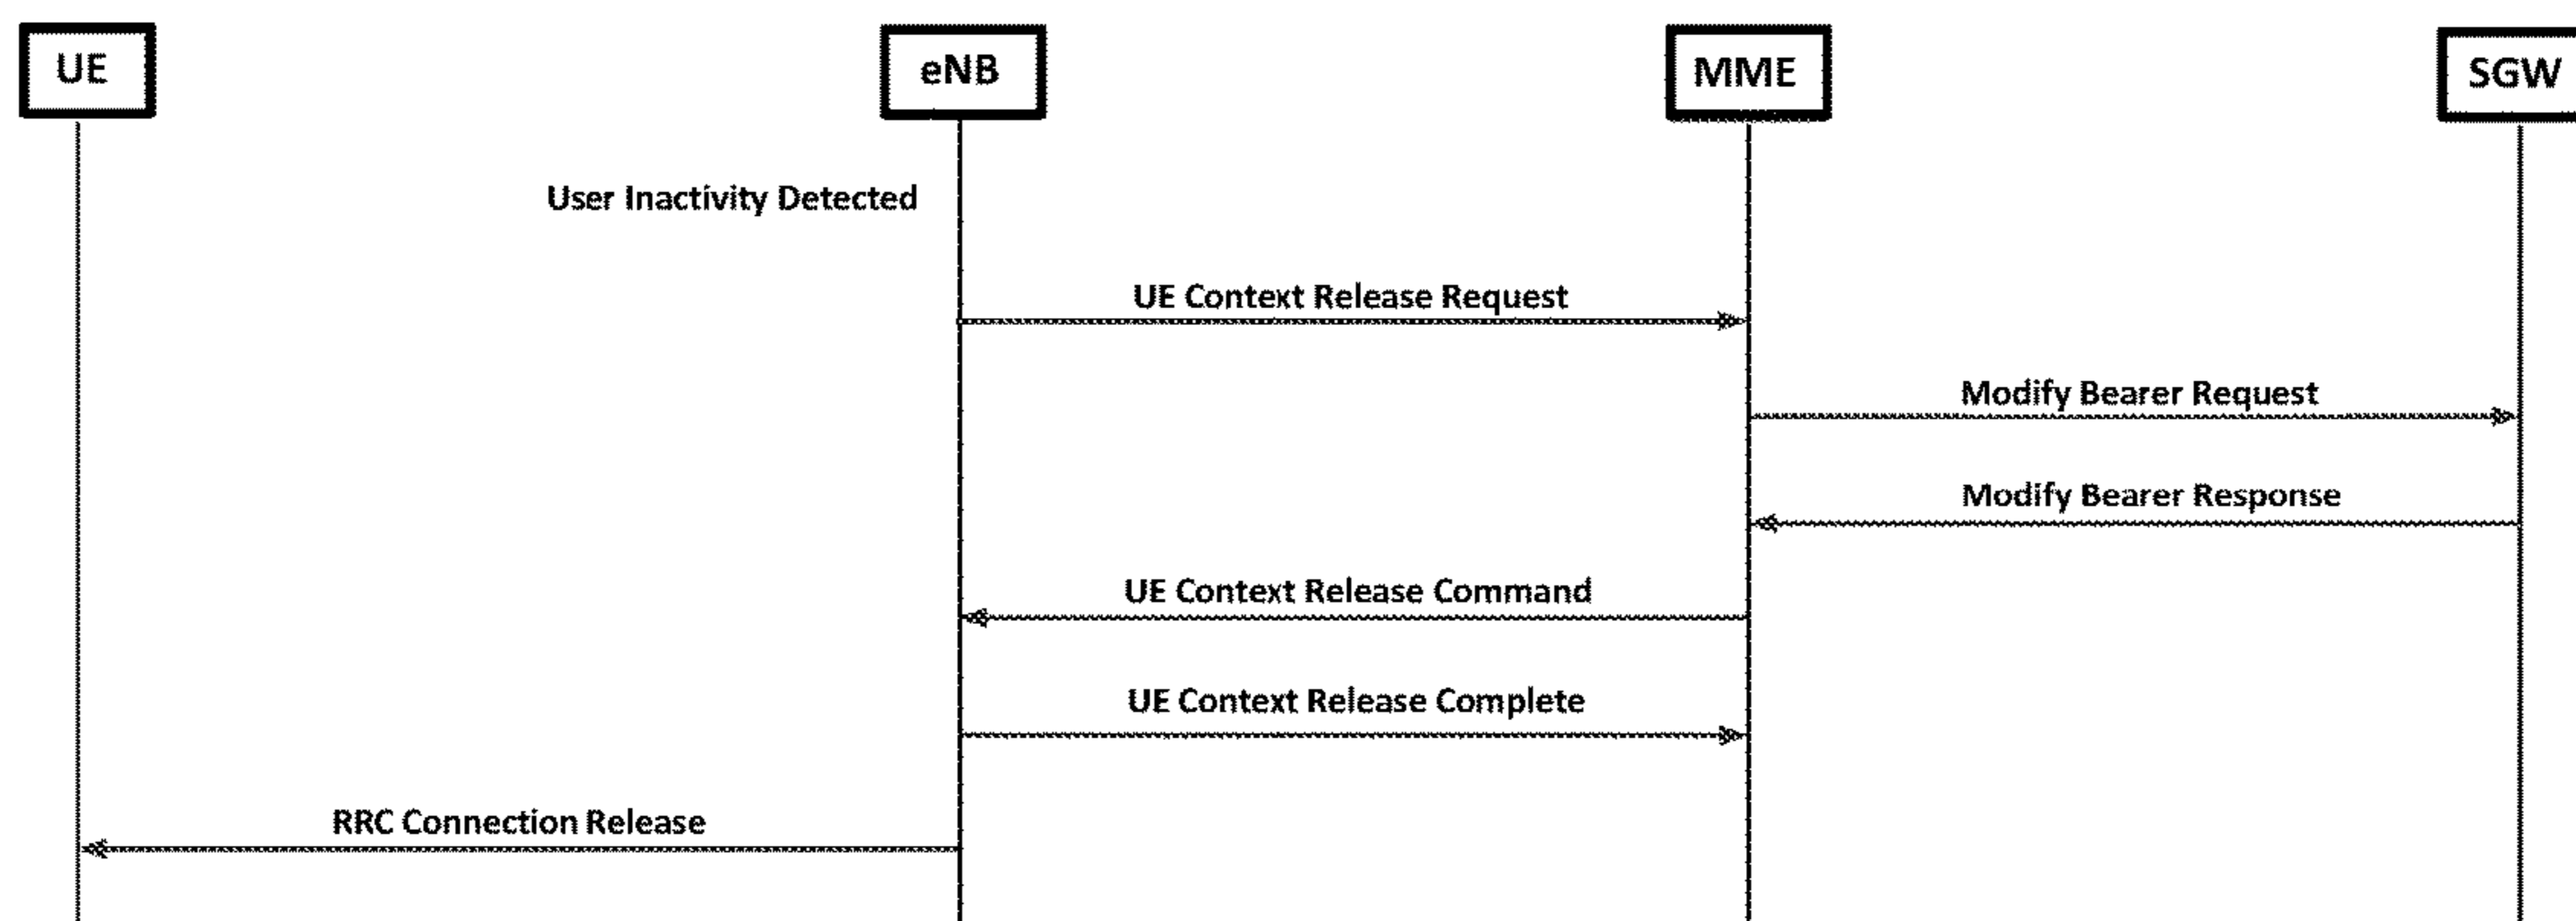 UE
eNB
MME
SGW
User Inactivity Detected
UE Context Release Request
Modify Bearer Request
Modify Bearer Response
UE Context Release Command
UE Context Release Complete
RRC Connection Release